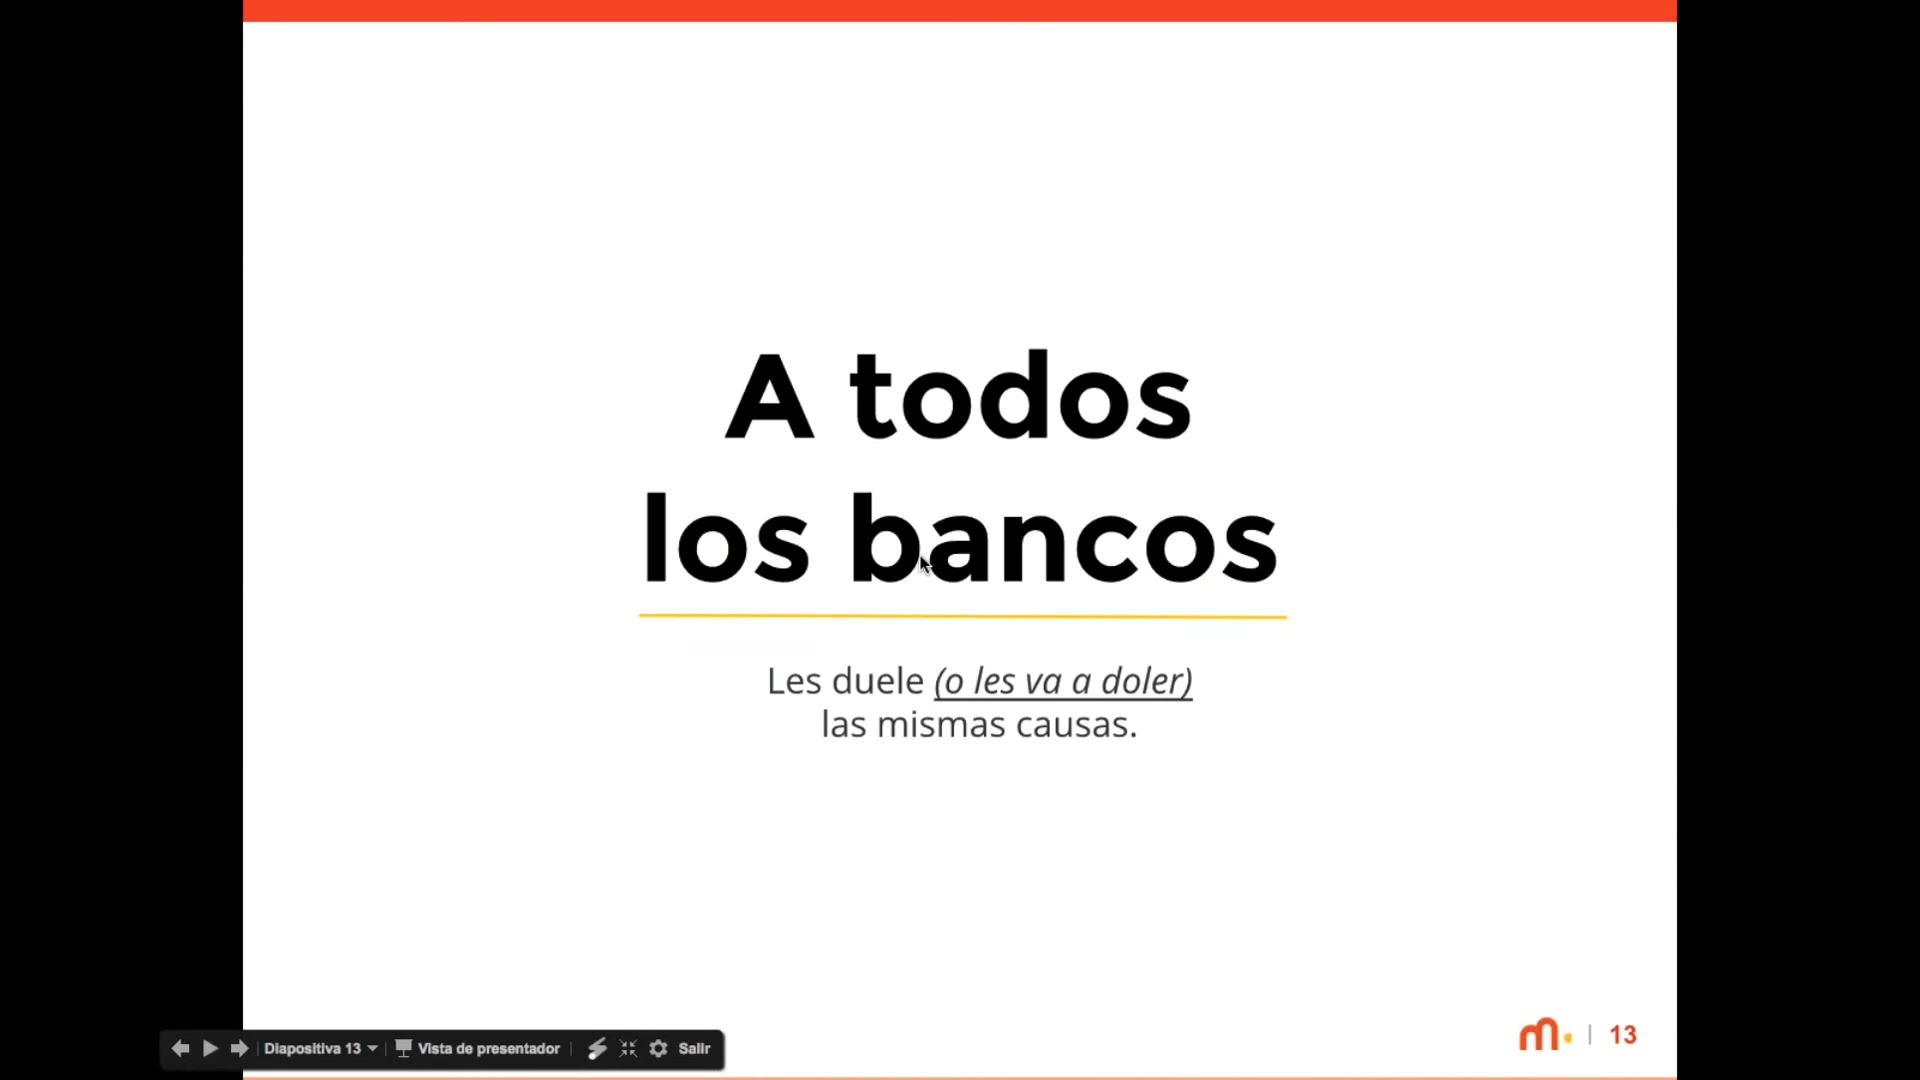 A todos
los bancos
Les duele (o les va a doler)
las mismas causas.
m. | 13
Diapositiva 13 Vista de presentador Salir